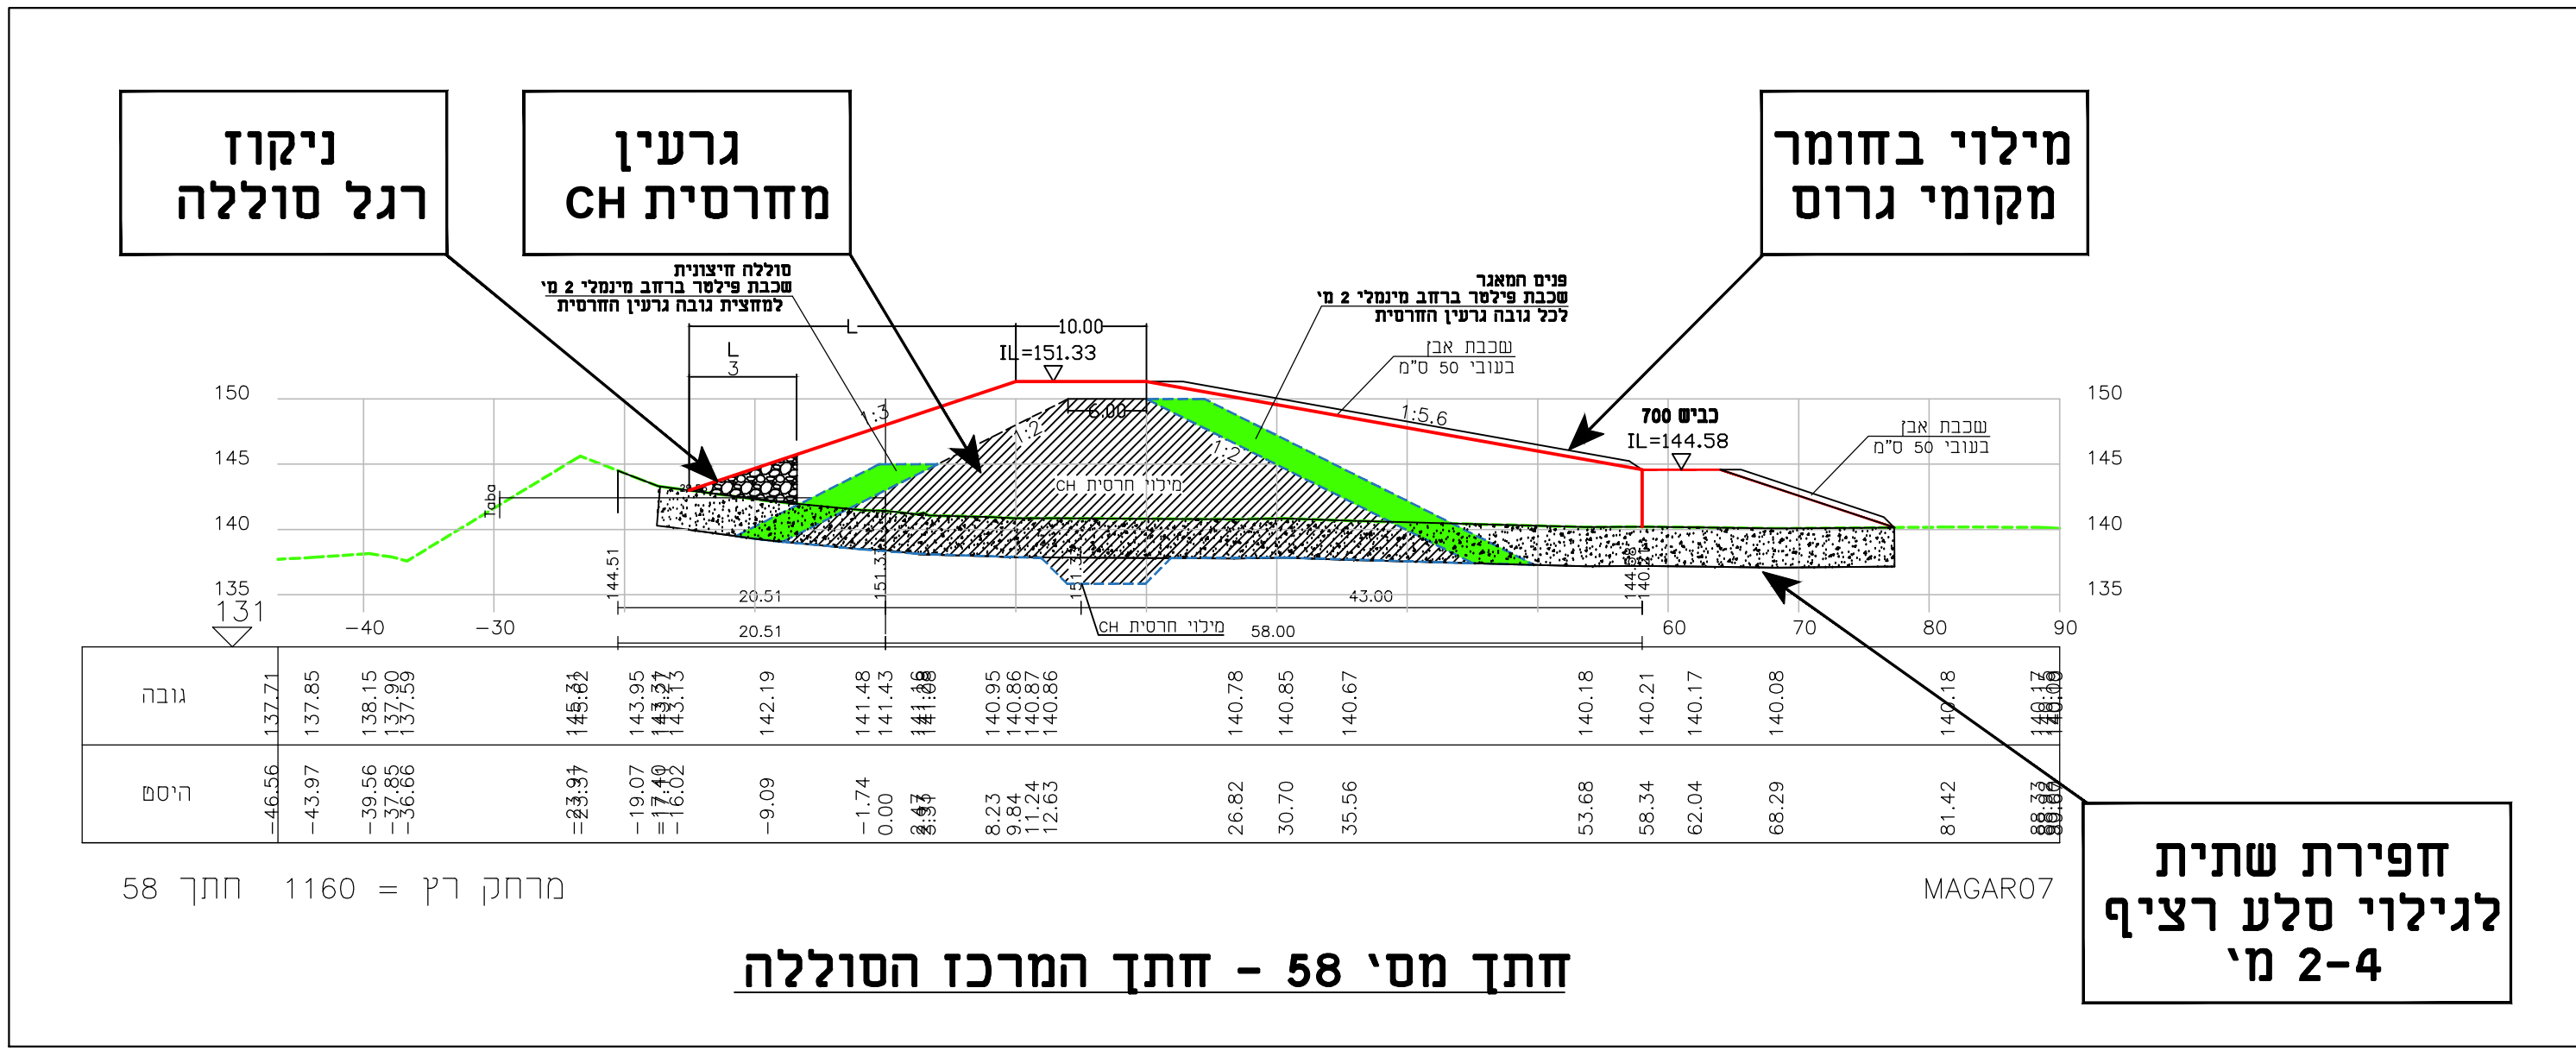 ניקוז
רגל סוללה
גרעין
מחרסית CH
מילוי בחומר
מקומי גרוס
סוללה חיצונית
שכבת פילטר ברחב מינמלי 2 מ'
למחצית גובה גרעין החרסית
פנים המאגר
שכבת פילטר ברחב מינמלי 2 מ'
לכל גובה גרעין החרסית
L
10.00
IL=151.33
L
3
שכבת אבן
בעובי 50 ס"מ
150
150
1:3
6.00
1:5.6
כביש 700
IL=144.58
שכבת אבן
בעובי 50 ס"מ
1:2
1:2
145
145
מילוי חרסית CH
Taba
140
140
144.51
151.33
135
135
20.51
43.00
131
-40
-30
20.51
מילוי חרסית CH
58.00
60
70
80
90
גובה
137.71
137.85
138.15
137.90
137.59
143.95
143.13
142.19
141.48
141.43
140.95
140.86
140.87
140.86
140.78
140.85
140.67
140.18
140.21
140.17
140.08
140.18
היסט
-46.56
-43.97
-39.56
-37.85
-36.66
-19.07
-16.02
-9.09
-1.74
0.00
8.23
9.84
11.24
12.63
26.82
30.70
35.56
53.68
58.34
62.04
68.29
81.42
מרחק רץ = 1160 חתך 58
MAGAR07
חפירת שתית
לגילוי סלע רציף
2-4 מ'
חתך מס' 58 - חתך המרכז הסוללה